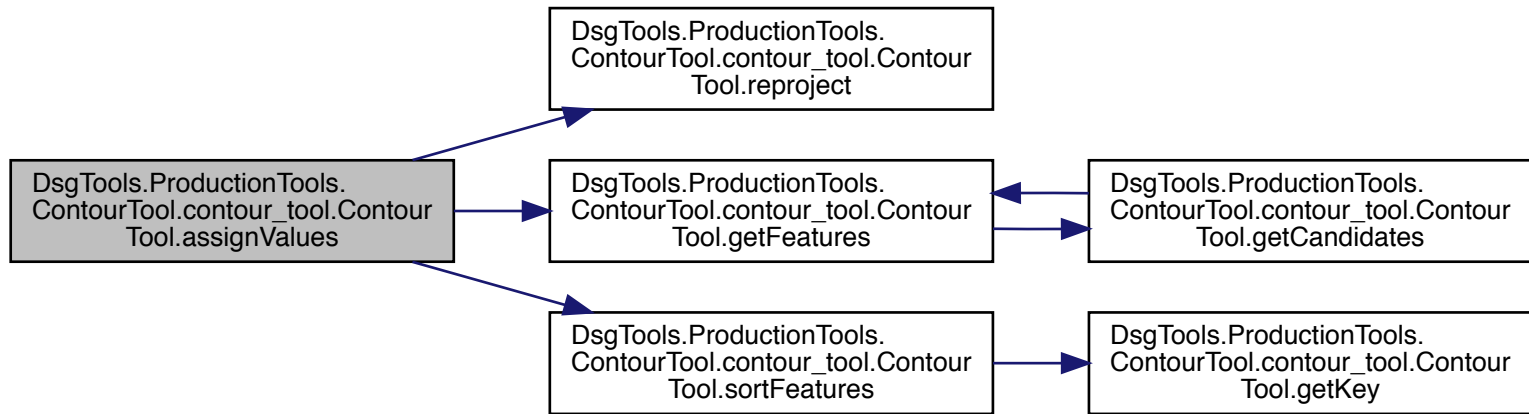 DsgTools.ProductionTools.
ContourTool.contour_tool.Contour
Tool.assignValues
DsgTools.ProductionTools.
ContourTool.contour_tool.Contour
Tool.reproject
DsgTools.ProductionTools.
ContourTool.contour_tool.Contour
Tool.getFeatures
DsgTools.ProductionTools.
ContourTool.contour_tool.Contour
Tool.getCandidates
DsgTools.ProductionTools.
ContourTool.contour_tool.Contour
Tool.sortFeatures
DsgTools.ProductionTools.
ContourTool.contour_tool.Contour
Tool.getKey